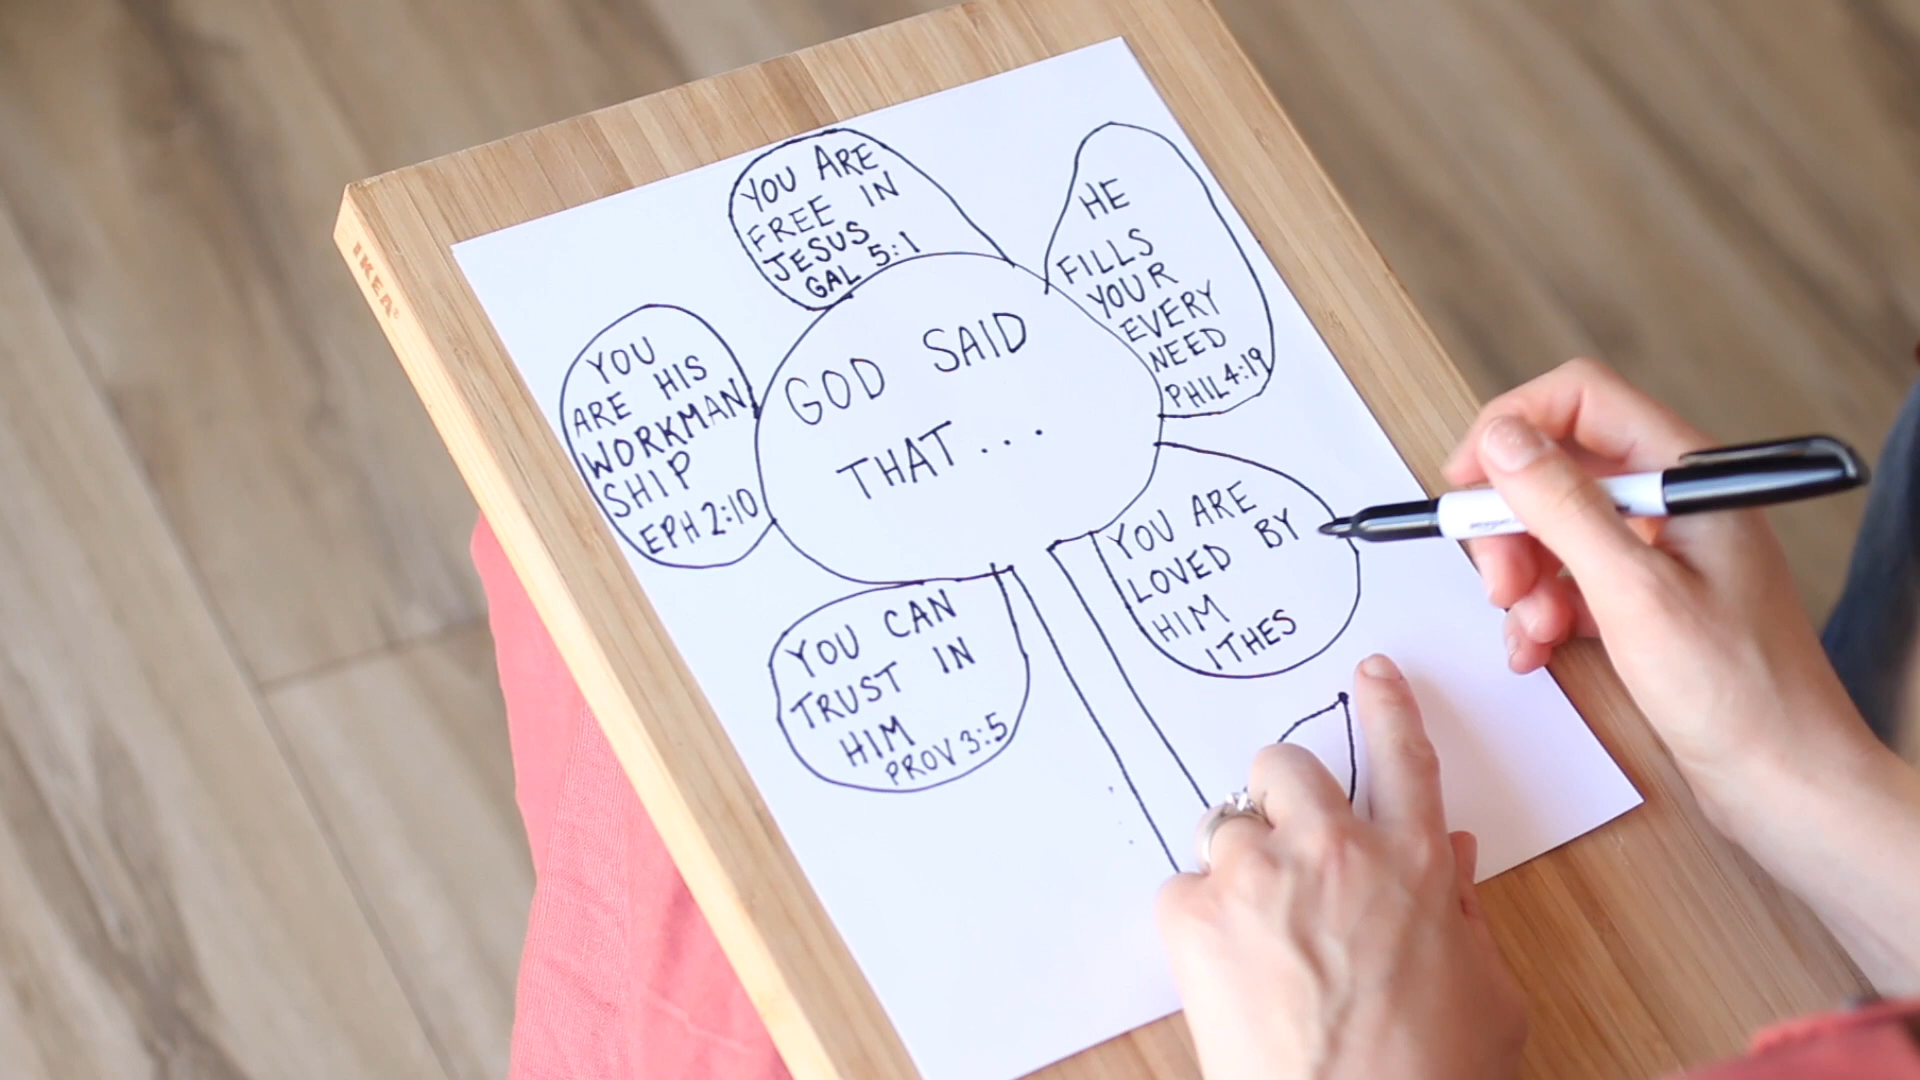 YOU ARE
FREE IN
JESUS
GAL 5:1
HE
FILLS
YOUR
EVERY
NEED
PHIL 4:19
GOD SAID
THAT...
YOU
ARE HIS
WORKMAN
SHIP
EPH 2:10
YOU ARE
LOVED BY
HIM
1THES
YOU CAN
TRUST IN
HIM
PROV 3:5
IKEA